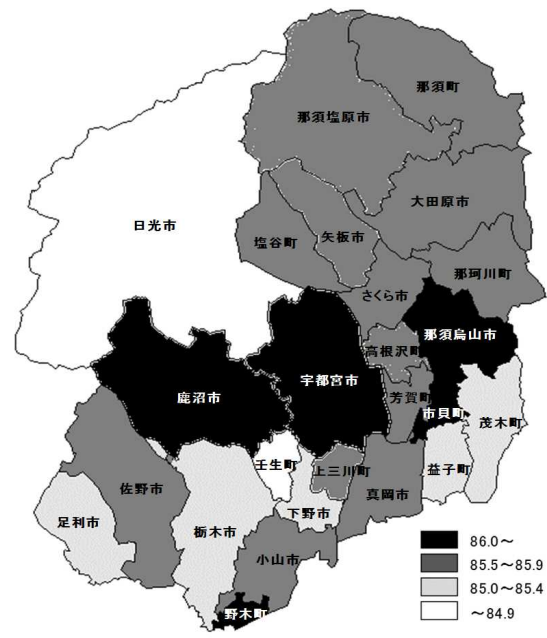 那須町
那須塩原市
大田原市
日光市
矢板市
塩谷町
那珂川町
さくら市
那須烏山市
高根沢町
宇都宮市
鹿沼市
芳賀町
市貝町
茂木町
壬生町
上三川町
益子町
佐野市
真岡市
下野市
足利市
栃木市
小山市
野木町
86.0～
85.5～85.9
85.0～85.4
～84.9